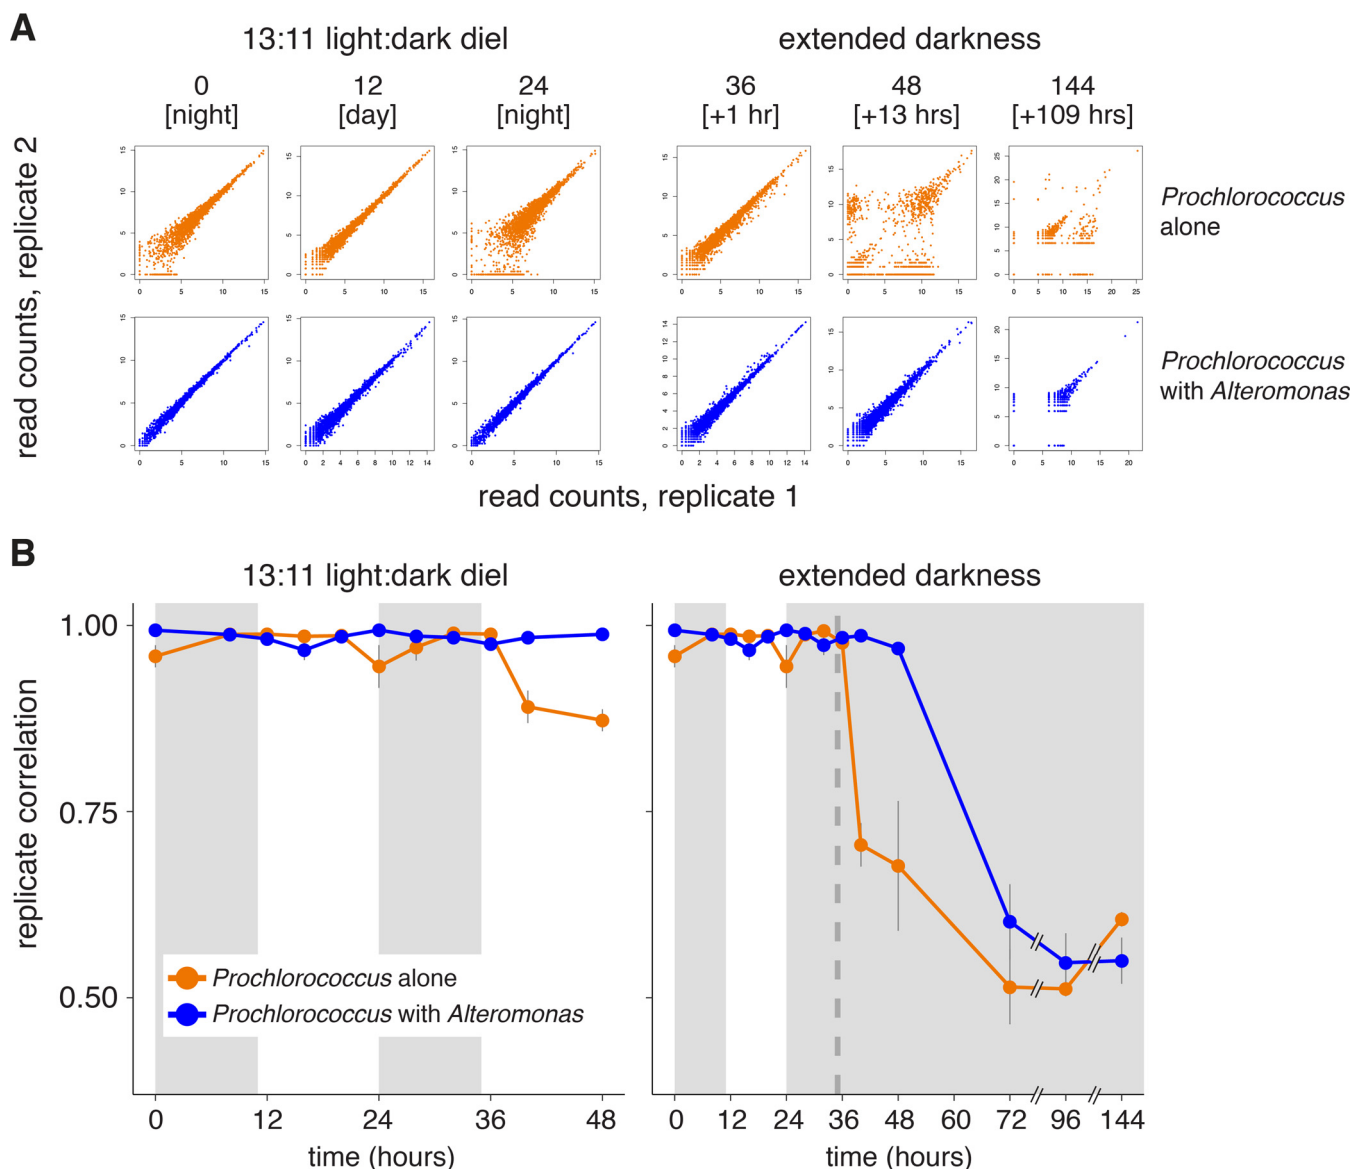 A
13:11 light:dark diel
extended darkness
0
[night]
12
[day]
24
[night]
36
[+1 hr]
48
[+13 hrs]
144
[+109 hrs]
read counts, replicate 2
Prochlorococcus
alone
Prochlorococcus
with Alteromonas
read counts, replicate 1
B
13:11 light:dark diel
extended darkness
replicate correlation
1.00
0.75
0.50
Prochlorococcus alone
Prochlorococcus with Alteromonas
0 12 24 36 48
0 12 24 36 48 60 72 96 144
time (hours)
time (hours)